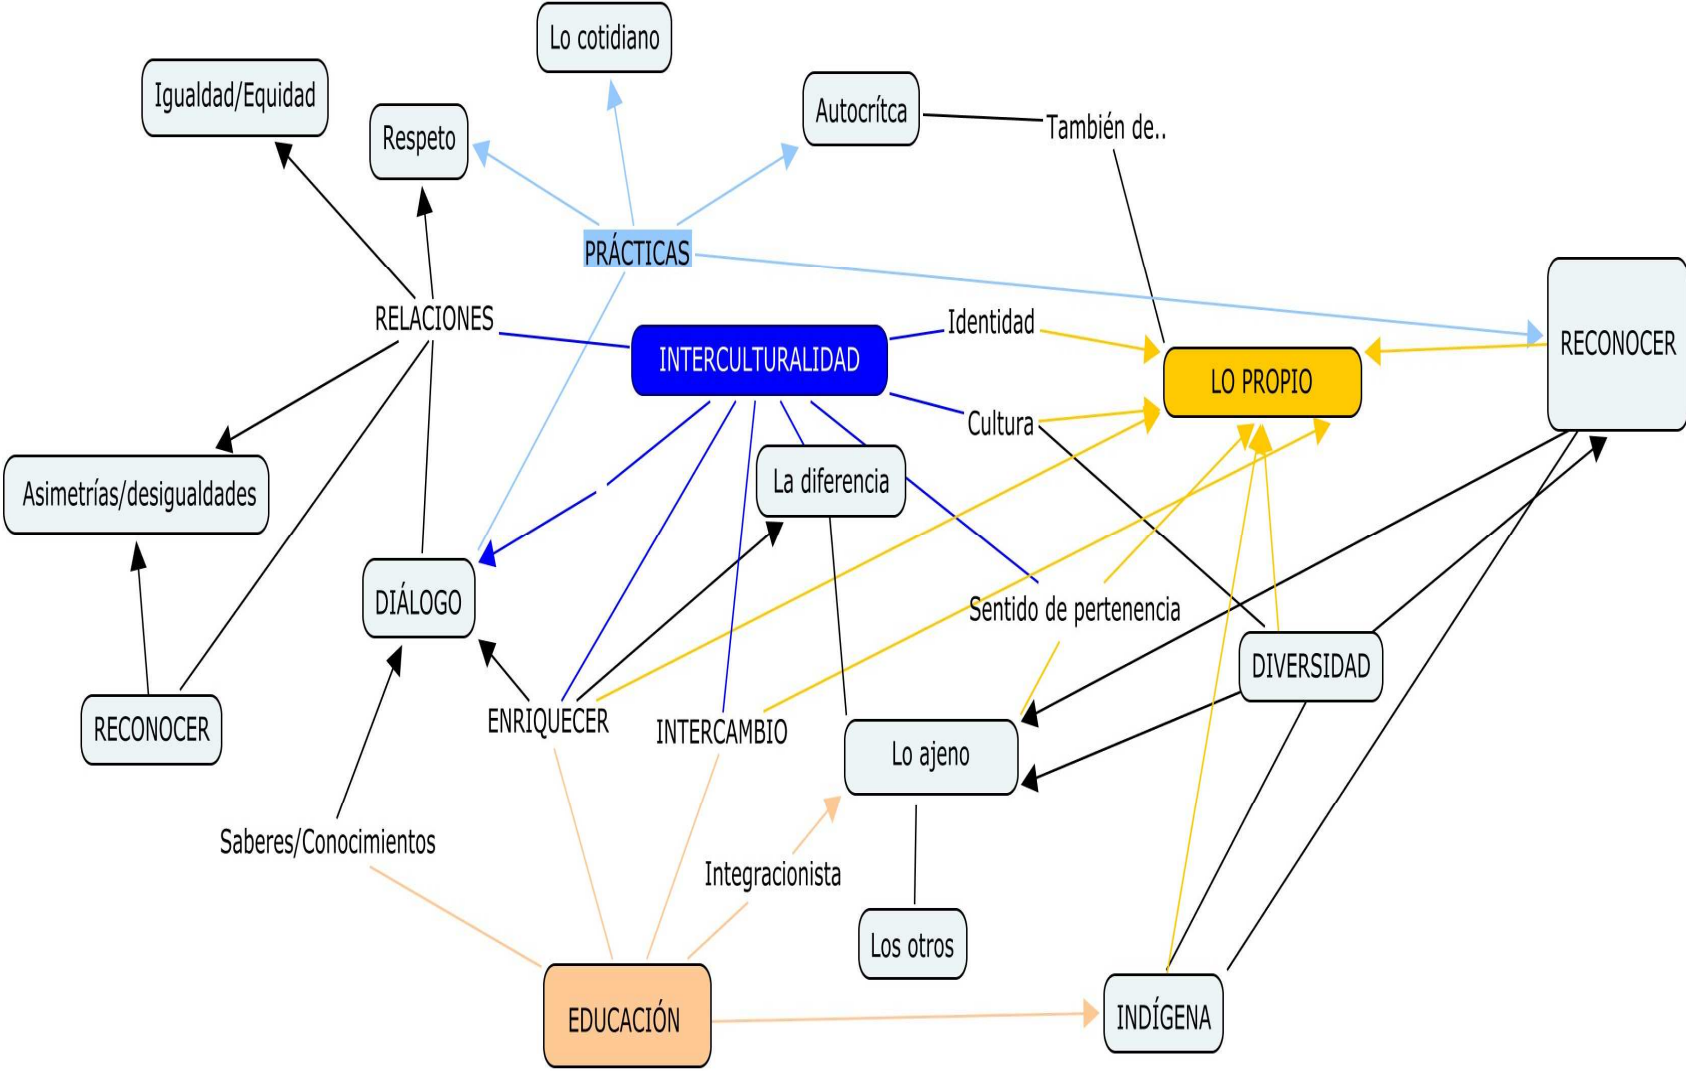 Lo cotidiano
Igualdad/Equidad
Autocrítca
Respeto
También de..
PRÁCTICAS
RELACIONES
Identidad
RECONOCER
INTERCULTURALIDAD
LO PROPIO
Cultura
La diferencia
Asimetrías/desigualdades
DIÁLOGO
Sentido de pertenencia
DIVERSIDAD
RECONOCER
ENRIQUECER
INTERCAMBIO
Lo ajeno
Saberes/Conocimientos
Integracionista
Los otros
EDUCACIÓN
INDÍGENA